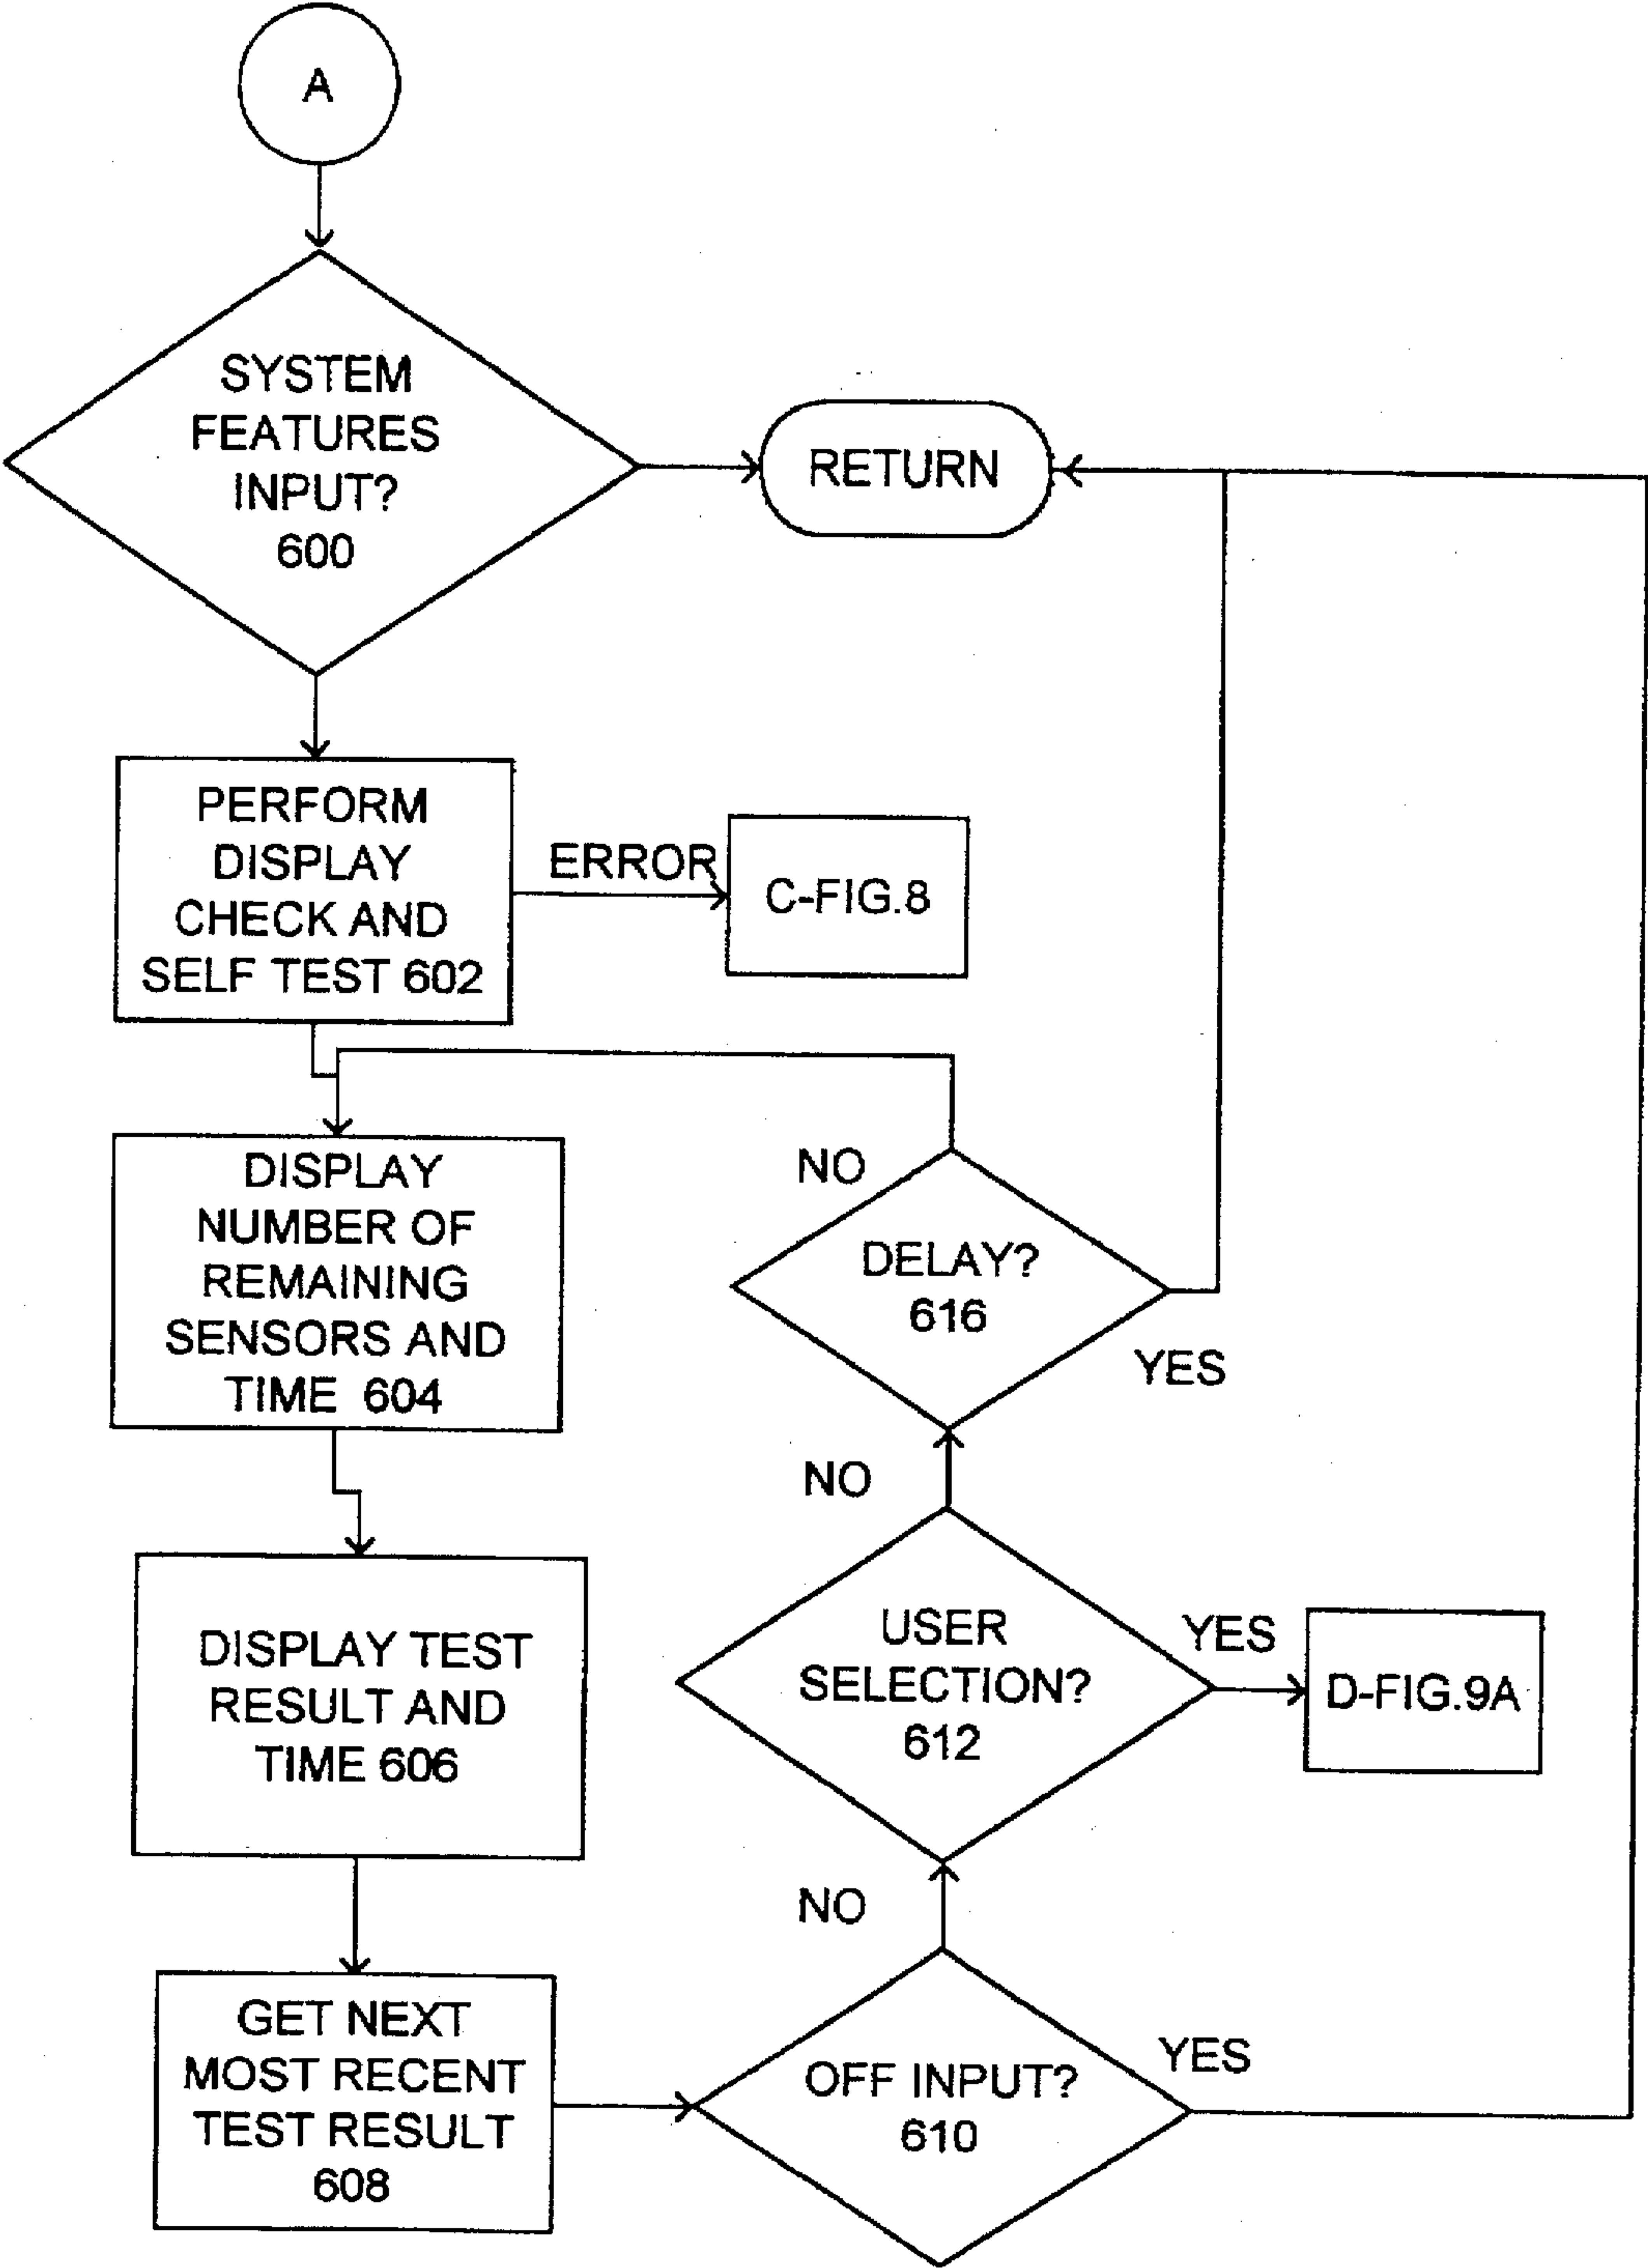 A
SYSTEM
FEATURES
INPUT?
600
RETURN
PERFORM
DISPLAY
CHECK AND
SELF TEST 602
ERROR
C-FIG.8
DISPLAY
NUMBER OF
REMAINING
SENSORS AND
TIME 604
NO
DELAY?
616
YES
NO
DISPLAY TEST
RESULT AND
TIME 606
USER
SELECTION?
612
YES
D-FIG.9A
NO
GET NEXT
MOST RECENT
TEST RESULT
608
OFF INPUT?
610
YES